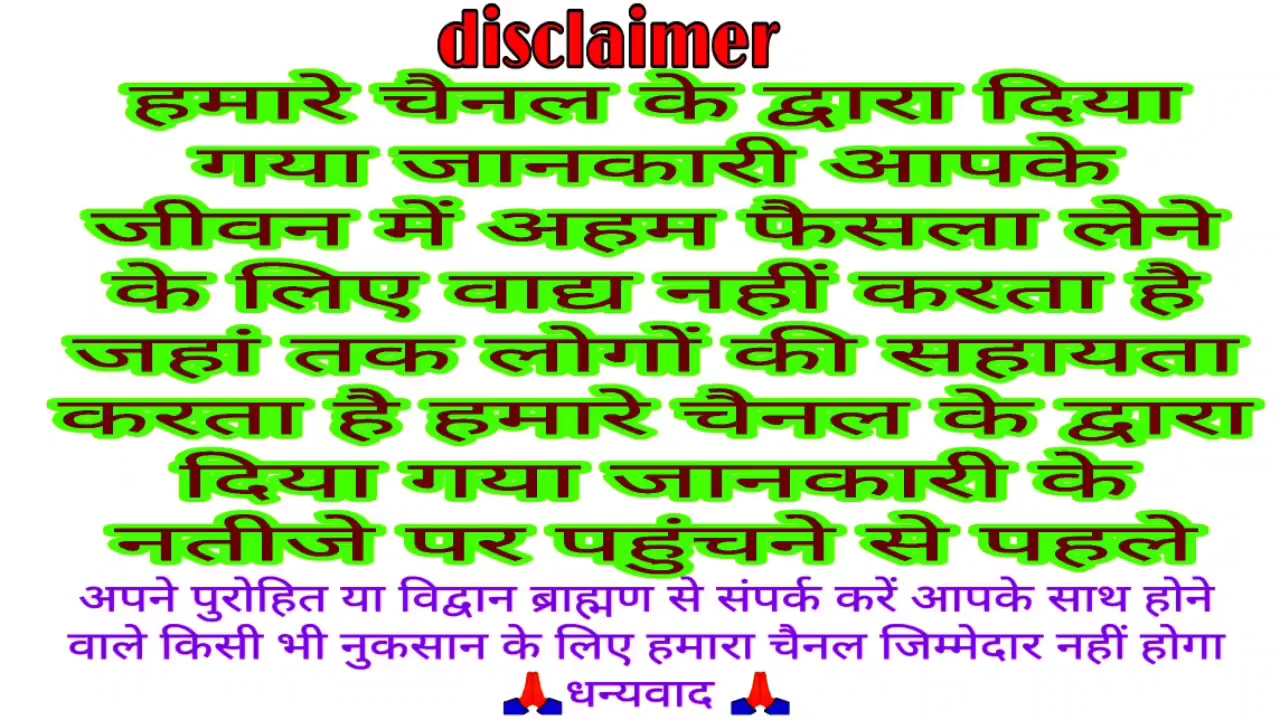 disclaimer
हमारे चैनल के द्वारा दिया
गया जानकारी आपके
जीवन में अहम फैसला लेने
के लिए वाद्य नहीं करता है
जहां तक लोगों की सहायता
करता है हमारे चैनल के द्वारा
दिया गया जानकारी के
नतीजे पर पहुंचने से पहले
अपने पुरोहित या विद्वान ब्राह्मण से संपर्क करें आपके साथ होने
वाले किसी भी नुकसान के लिए हमारा चैनल जिम्मेदार नहीं होगा
🙏धन्यवाद 🙏